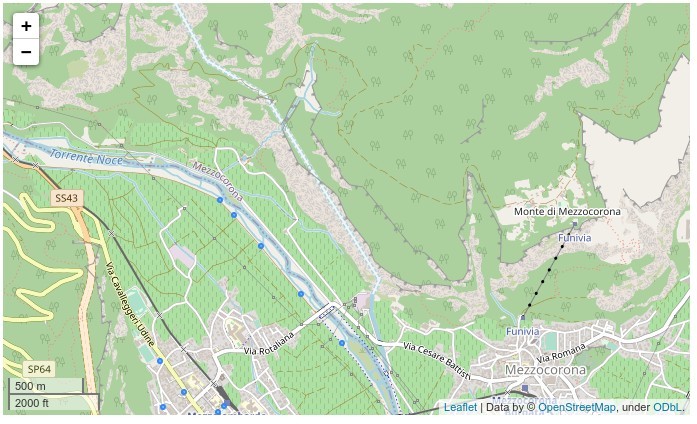 +
−
Torrente Noce
Mezzocorona
SS43
Monte di Mezzocorona
Funivia
Via Cavalleggeri Udine
Funivia
Via Rotaliana
Via Cesare Battisti
Via Romana
SP64
Mezzocorona
500 m
2000 ft
Leaflet | Data by © OpenStreetMap, under ODbL.